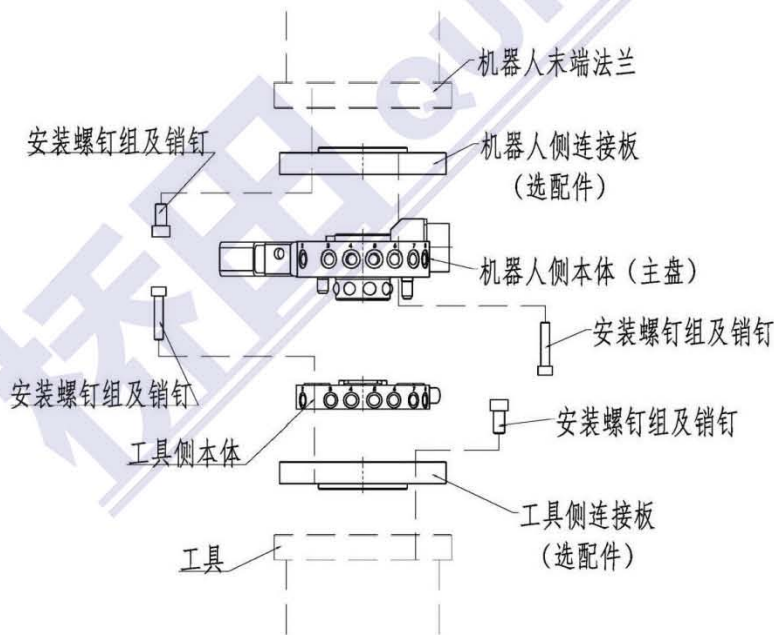 机器人末端法兰
安装螺钉组及销钉
机器人侧连接板
（选配件）
机器人侧本体（主盘）
安装螺钉组及销钉
安装螺钉组及销钉
安装螺钉组及销钉
工具侧本体
工具侧连接板
（选配件）
工具
桥田